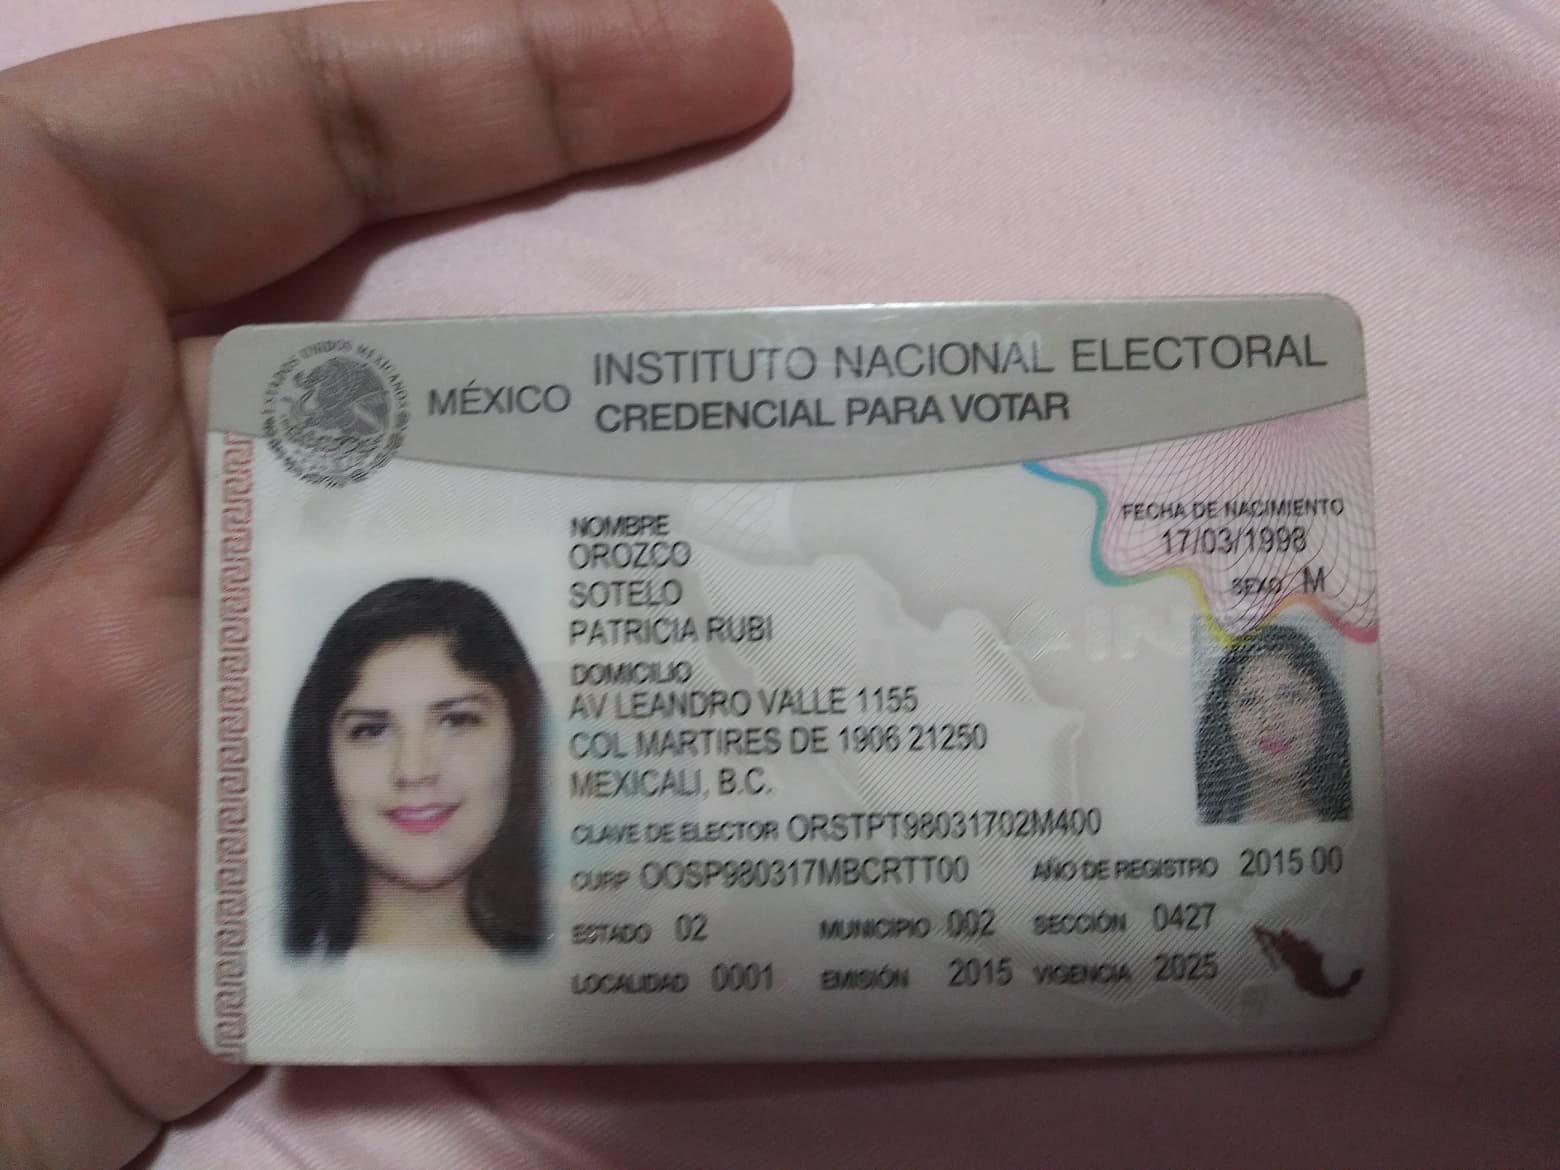 ESTADOS UNIDOS MEXICANOS
MÉXICO
INSTITUTO NACIONAL ELECTORAL
CREDENCIAL PARA VOTAR
NOMBRE
OROZCO
SOTELO
PATRICIA RUBI
FECHA DE NACIMIENTO
17/03/1998
SEXO M
DOMICILIO
AV LEANDRO VALLE 1155
COL MARTIRES DE 1906 21250
MEXICALI, B.C.
CLAVE DE ELECTOR ORSTPT98031702M400
CURP OOSP980317MBCRTT00 AÑO DE REGISTRO 2015 00
ESTADO 02 MUNICIPIO 002 SECCIÓN 0427
LOCALIDAD 0001 EMISIÓN 2015 VIGENCIA 2025